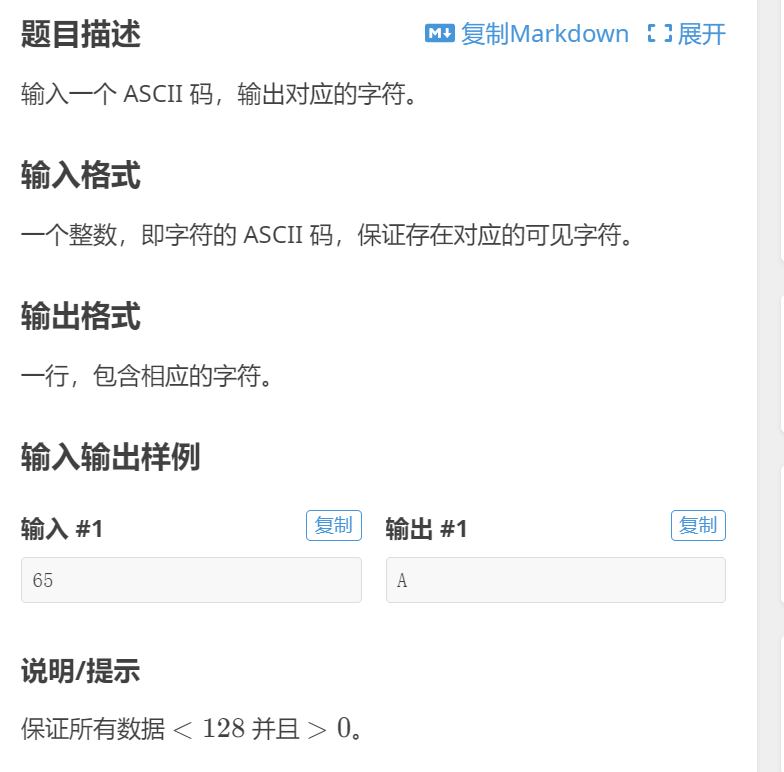 题目描述 复制Markdown 展开
输入一个 ASCII 码，输出对应的字符。
输入格式
一个整数，即字符的 ASCII 码，保证存在对应的可见字符。
输出格式
一行，包含相应的字符。
输入输出样例
输入 #1 复制 输出 #1 复制
65 A
说明/提示
保证所有数据 < 128 并且 > 0。